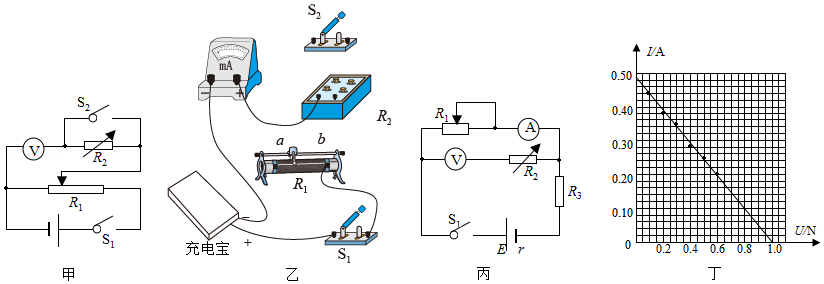 S₂
V
R₂
R₁
S₁
甲
S₂
mA
− +
R₂
a b
R₁
−
+
充电宝
S₁
乙
R₁
A
V
R₂
R₃
S₁
E r
丙
I/A
0.50
0.40
0.30
0.20
0.10
0
0.2 0.4 0.6 0.8 1.0
U/N
丁